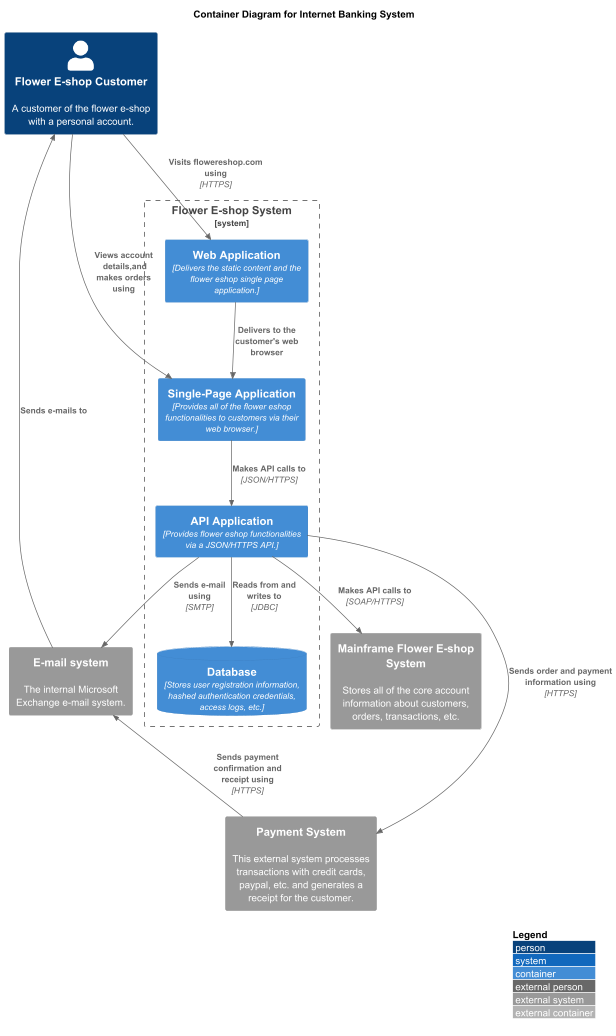 Container Diagram for Internet Banking System
Flower E-shop Customer
A customer of the flower e-shop
with a personal account.
Visits flowereshop.com
using
[HTTPS]
Flower E-shop System
[system]
Web Application
[Delivers the static content and the
flower eshop single page
application.]
Views account
details,and
makes orders
using
Delivers to the
customer's web
browser
Single-Page Application
[Provides all of the flower eshop
functionalities to customers via their
web browser.]
Sends e-mails to
Makes API calls to
[JSON/HTTPS]
API Application
[Provides flower eshop functionalities
via a JSON/HTTPS API.]
Sends e-mail
using
[SMTP]
Reads from and
writes to
[JDBC]
Makes API calls to
[SOAP/HTTPS]
E-mail system
The internal Microsoft
Exchange e-mail system.
Database
[Stores user registration information,
hashed authentication credentials,
access logs, etc.]
Mainframe Flower E-shop
System
Stores all of the core account
information about customers,
orders, transactions, etc.
Sends order and payment
information using
[HTTPS]
Sends payment
confirmation and
receipt using
[HTTPS]
Payment System
This external system processes
transactions with credit cards,
paypal, etc. and generates a
receipt for the customer.
Legend
person
system
container
external person
external system
external container